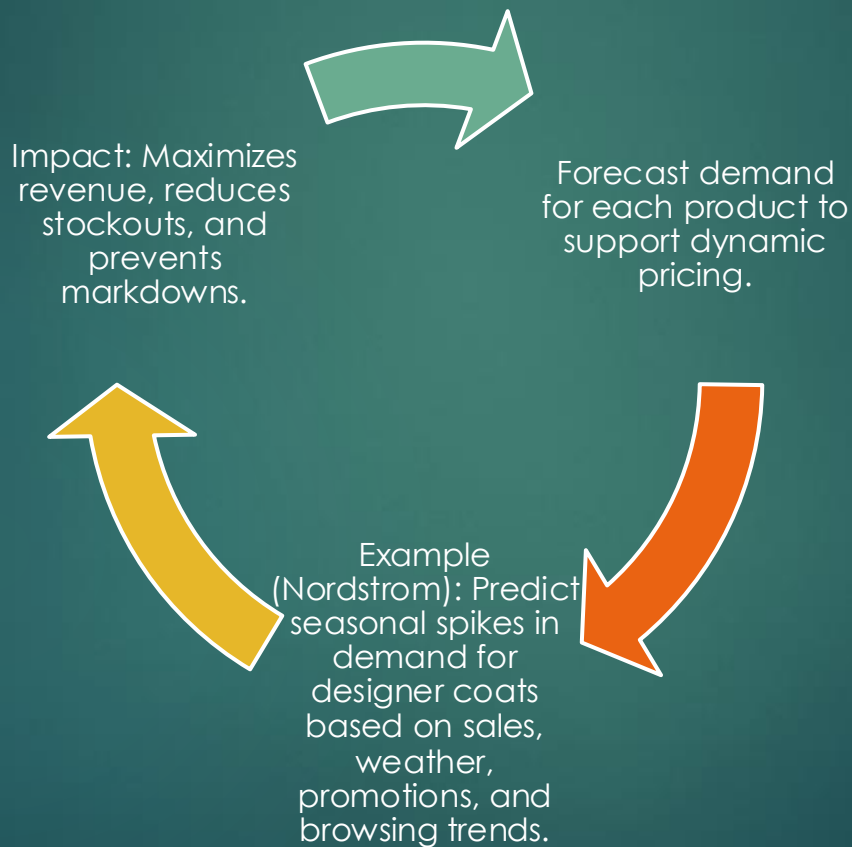 Impact: Maximizes
revenue, reduces
stockouts, and
prevents
markdowns.
Forecast demand
for each product to
support dynamic
pricing.
Example
(Nordstrom): Predict
seasonal spikes in
demand for
designer coats
based on sales,
weather,
promotions, and
browsing trends.